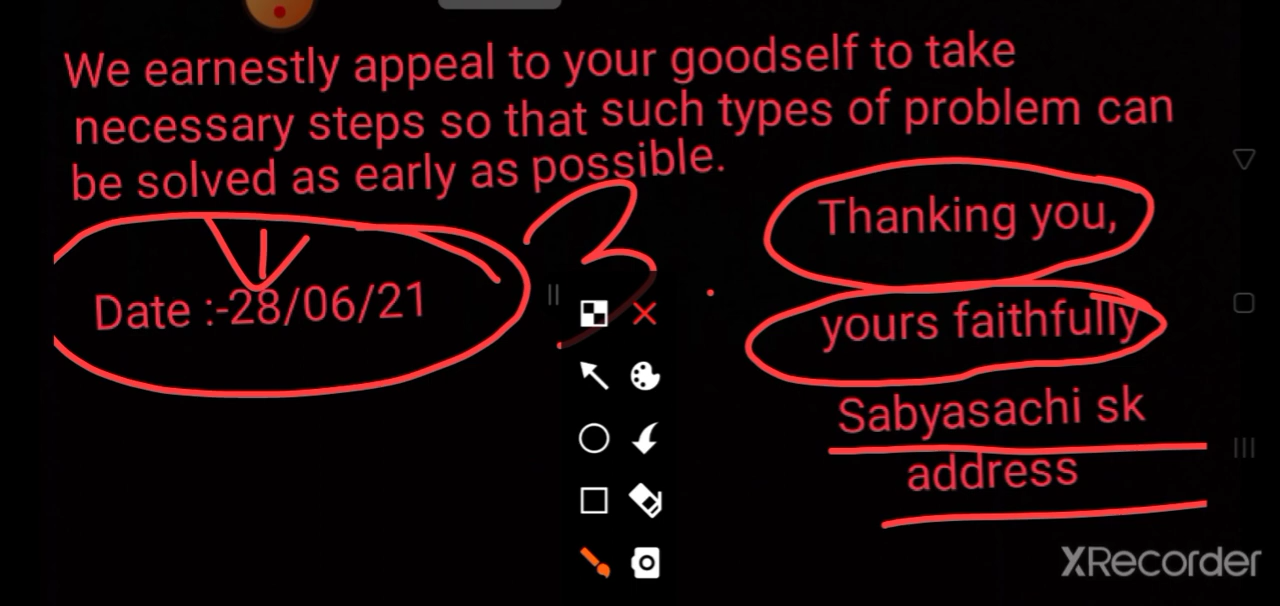 We earnestly appeal to your goodself to take
necessary steps so that such types of problem can
be solved as early as possible.
Thanking you,
Date :-28/06/21
3
yours faithfully
Sabyasachi sk
address
XRecorder